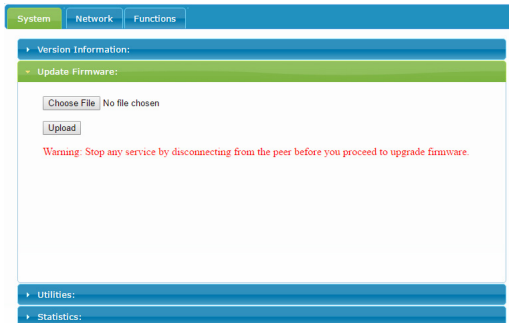 System Network Functions
Version Information:
Update Firmware:
Choose File No file chosen
Upload
Warning: Stop any service by disconnecting from the peer before you proceed to upgrade firmware.
Utilities:
Statistics: